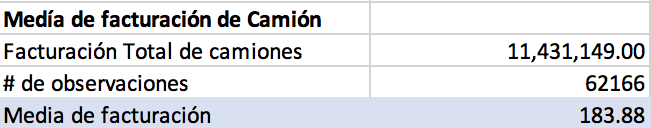 Medía de facturación de Camión
Facturación Total de camiones 11,431,149.00
# de observaciones 62166
Media de facturación 183.88